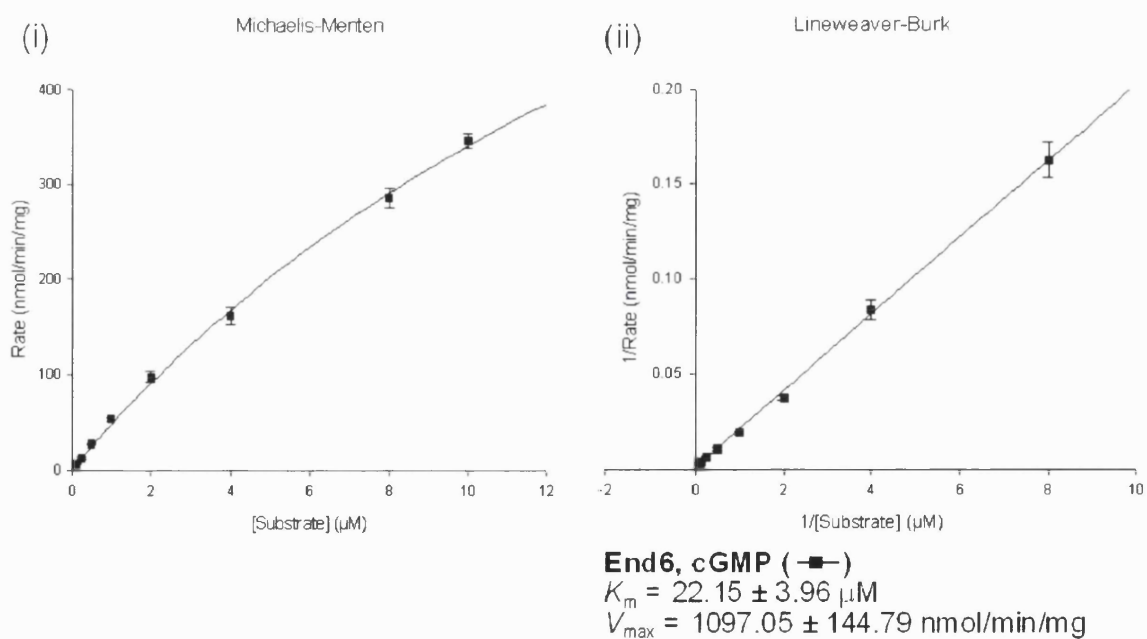 (i)
Michaelis-Menten
400
300
200
100
0
0 2 4 6 8 10 12
Rate (nmol/min/mg)
[Substrate] (µM)
(ii)
Lineweaver-Burk
0.20
0.15
0.10
0.05
-2 0 2 4 6 8 10
1/Rate (nmol/min/mg)
1/[Substrate] (µM)
End6, cGMP (-■-)
Km = 22.15 ± 3.96 µM
Vmax = 1097.05 ± 144.79 nmol/min/mg